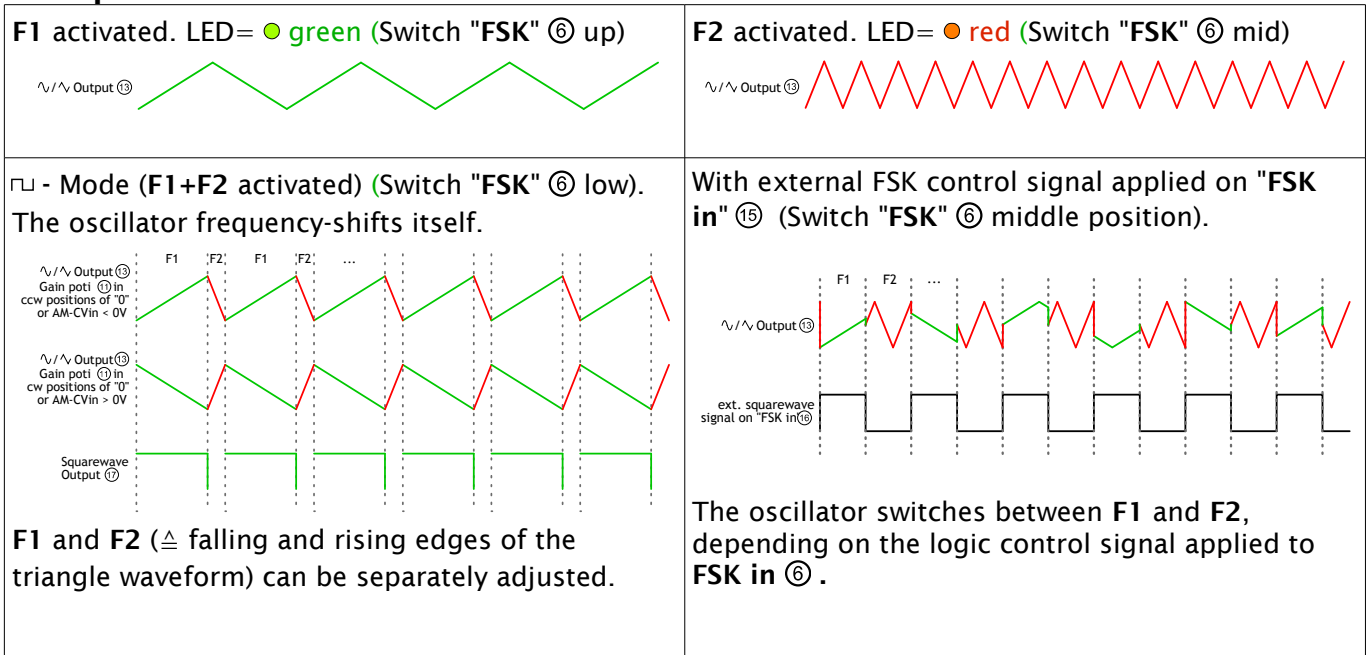 F1 activated. LED= green (Switch "FSK" ⑥ up)
∿/∧ Output ⑬
F2 activated. LED= red (Switch "FSK" ⑥ mid)
∿/∧ Output ⑬
⊓⊔ - Mode (F1+F2 activated) (Switch "FSK" ⑥ low).
The oscillator frequency-shifts itself.
F1 F2 F1 F2 ...
∿/∧ Output ⑬
Gain poti ⑪ in
ccw positions of "0"
or AM-CVin < 0V
∿/∧ Output ⑬
Gain poti ⑪ in
cw positions of "0"
or AM-CVin > 0V
Squarewave
Output ⑰
F1 and F2 (≙ falling and rising edges of the
triangle waveform) can be separately adjusted.
With external FSK control signal applied on "FSK
in" ⑮ (Switch "FSK" ⑥ middle position).
F1 F2 ...
∿/∧ Output ⑬
ext. squarewave
signal on "FSK in⑯
The oscillator switches between F1 and F2,
depending on the logic control signal applied to
FSK in ⑥ .